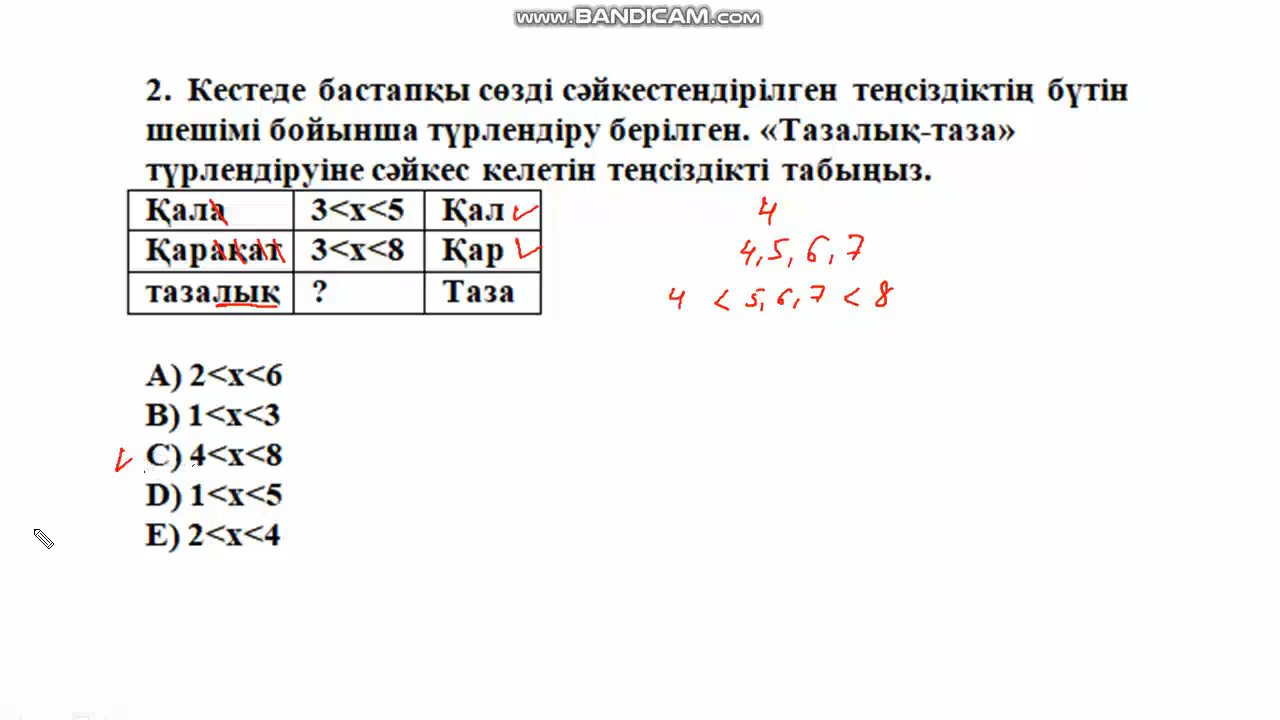 www.BANDICAM.com
2. Кестеде бастапқы сөзді сәйкестендірілген теңсіздіктің бүтін
шешімі бойынша түрлендіру берілген. «Тазалық-таза»
түрлендіруіне сәйкес келетін теңсіздікті табыңыз.
Қала 3<x<5 Қал 4
Қарақат 3<x<8 Қар 4,5,6,7
тазалық ? Таза 4 < 5,6,7 < 8
A) 2<x<6
B) 1<x<3
C) 4<x<8
D) 1<x<5
E) 2<x<4